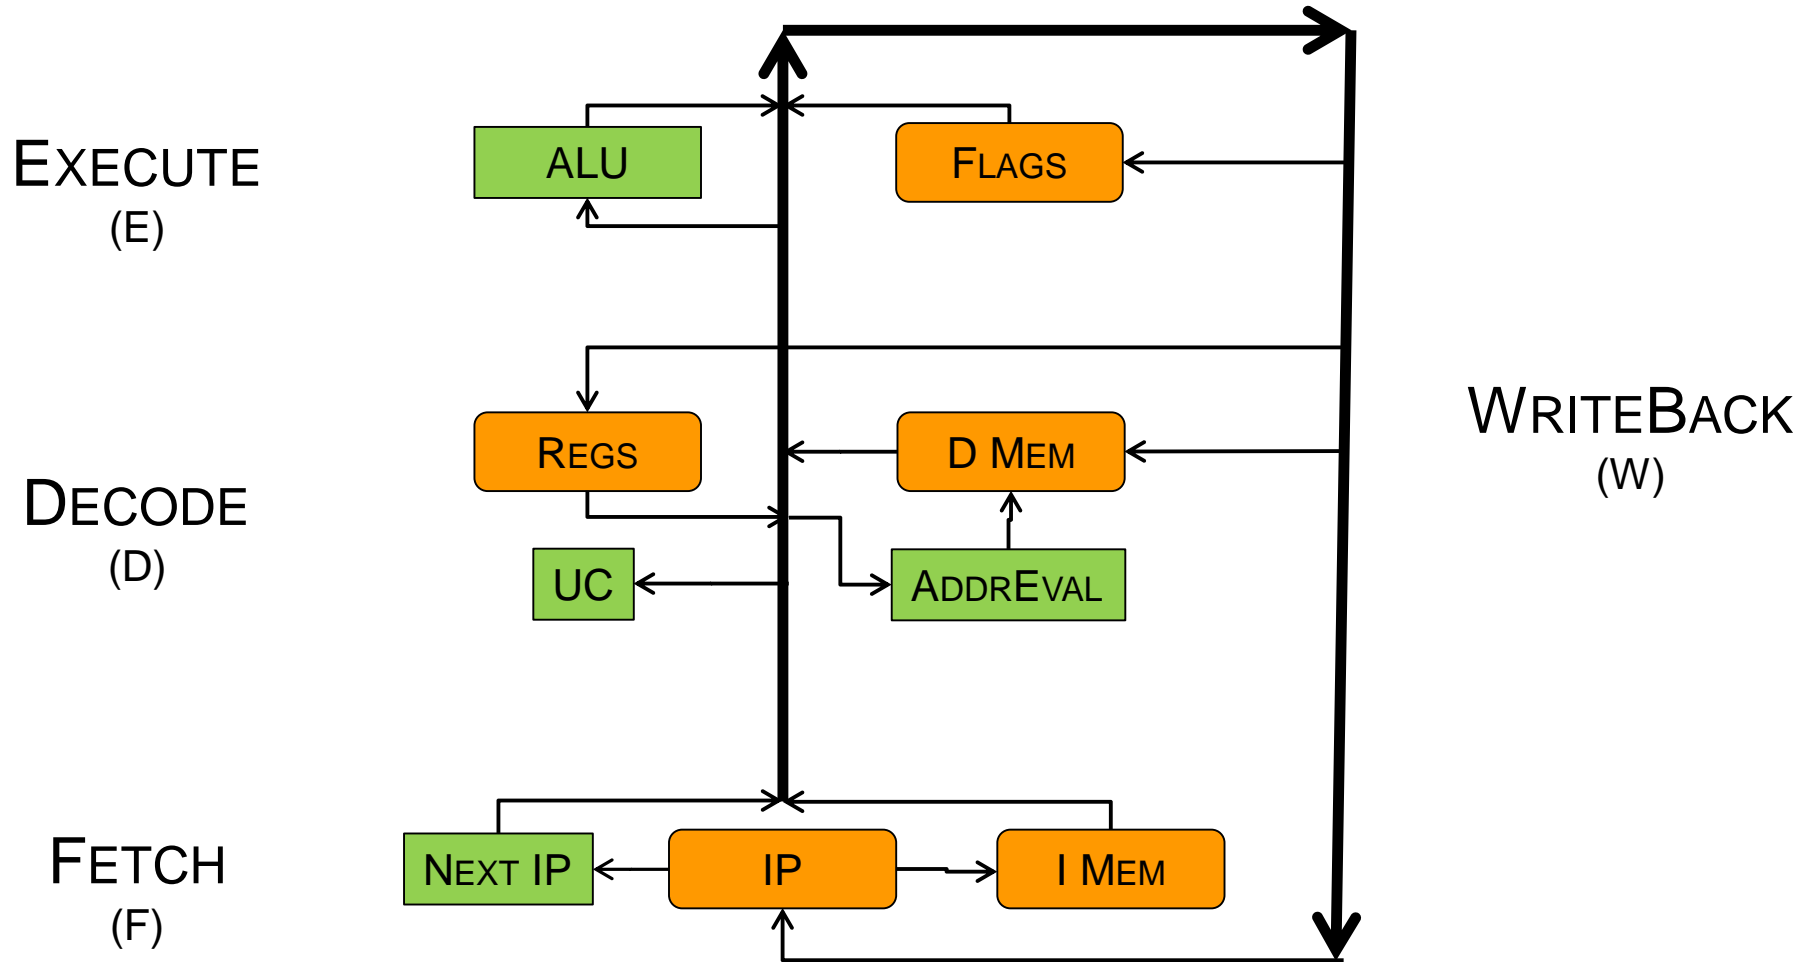 EXECUTE
(E)
ALU
FLAGS
REGS
D MEM
WRITEBACK
(W)
DECODE
(D)
UC
ADDREVAL
FETCH
(F)
NEXT IP
IP
I MEM